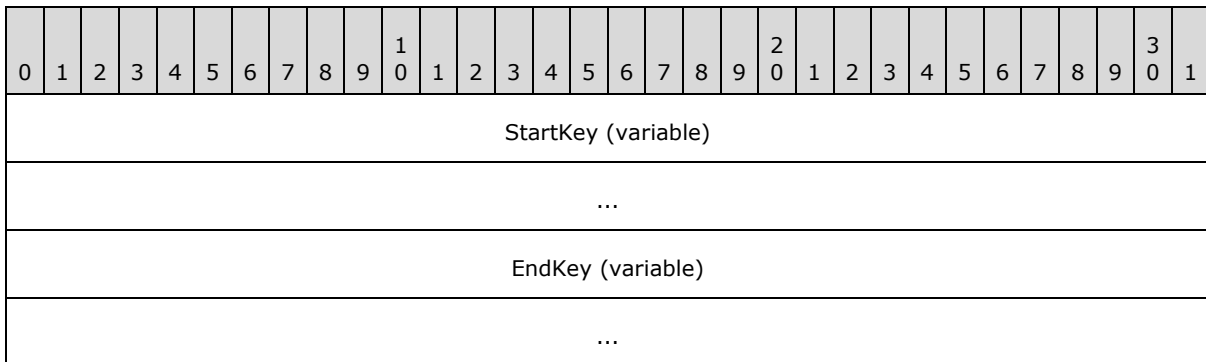 1 2 3
0 1 2 3 4 5 6 7 8 9 0 1 2 3 4 5 6 7 8 9 0 1 2 3 4 5 6 7 8 9 0 1
StartKey (variable)
...
EndKey (variable)
...